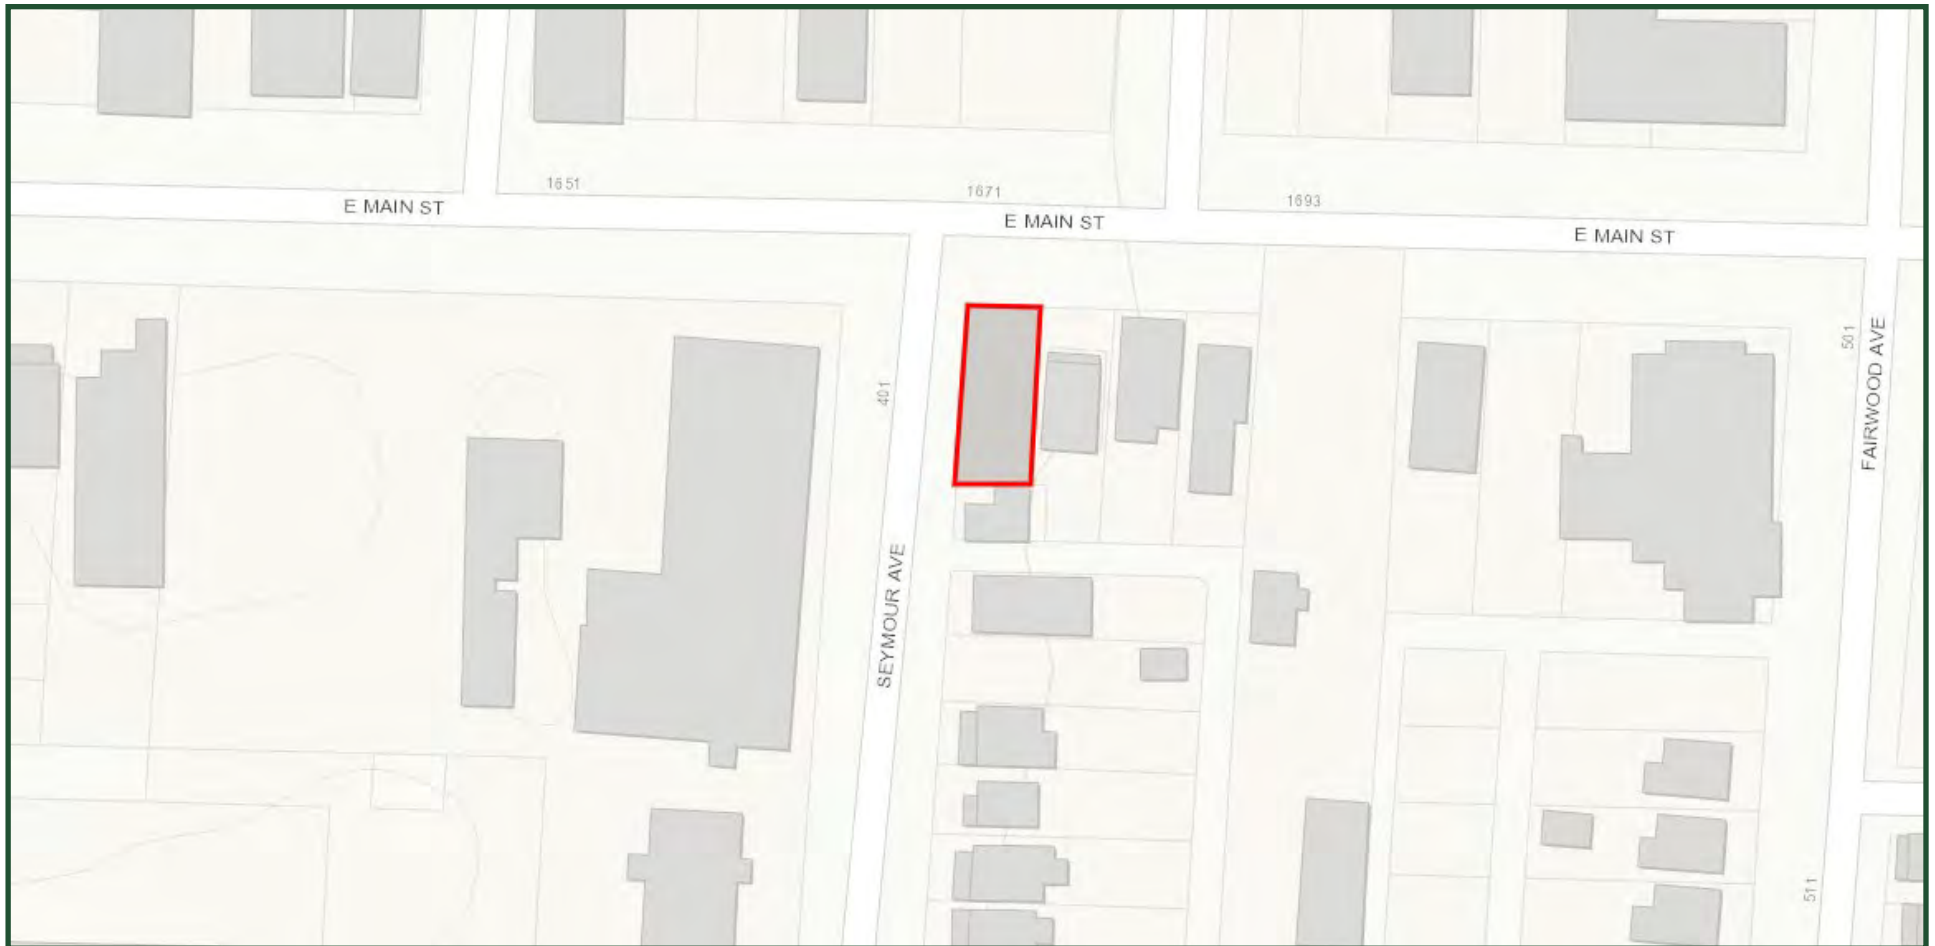 1651
1671
1693
E MAIN ST
E MAIN ST
E MAIN ST
401
501
FAIRWOOD AVE
SEYMOUR AVE
511